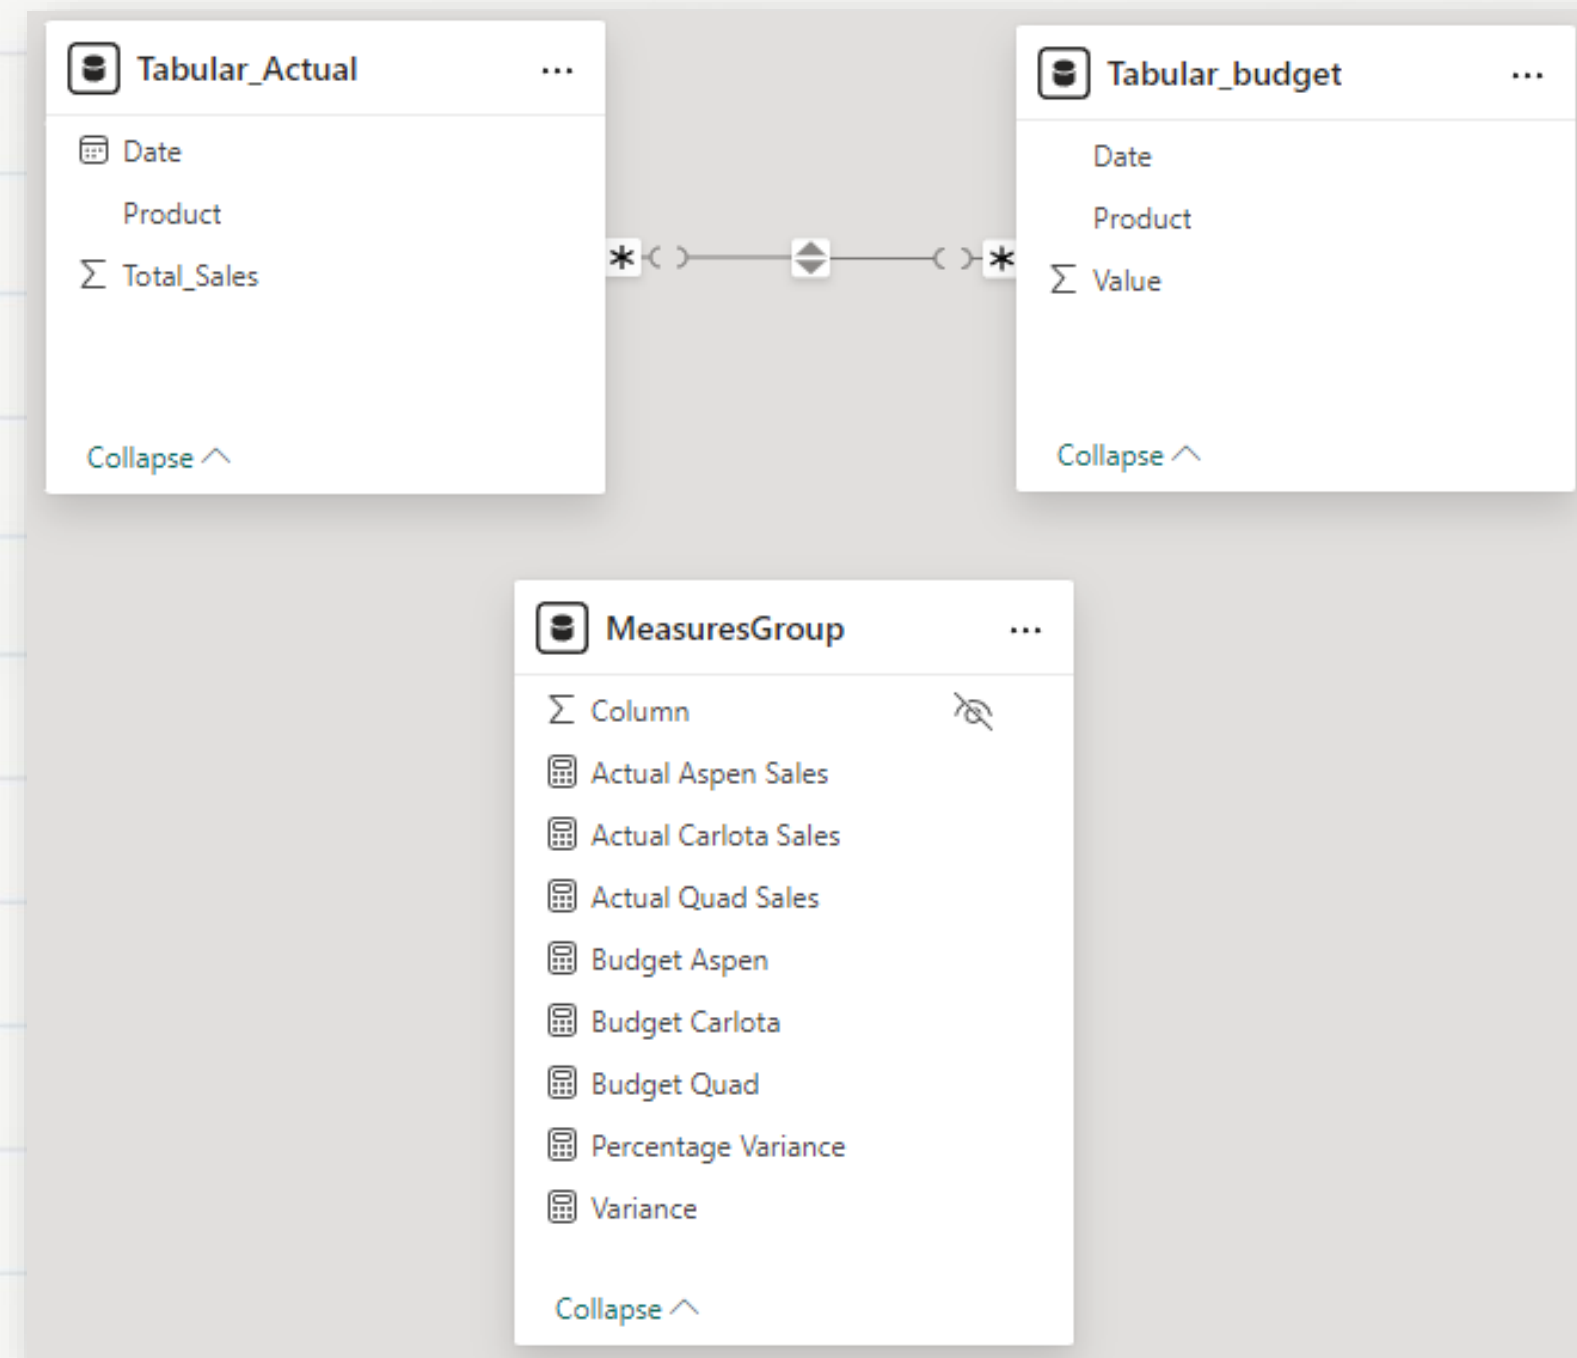 Tabular_Actual
Date
Product
Total_Sales
Collapse
Tabular_budget
Date
Product
Value
Collapse
MeasuresGroup
Column
Actual Aspen Sales
Actual Carlota Sales
Actual Quad Sales
Budget Aspen
Budget Carlota
Budget Quad
Percentage Variance
Variance
Collapse